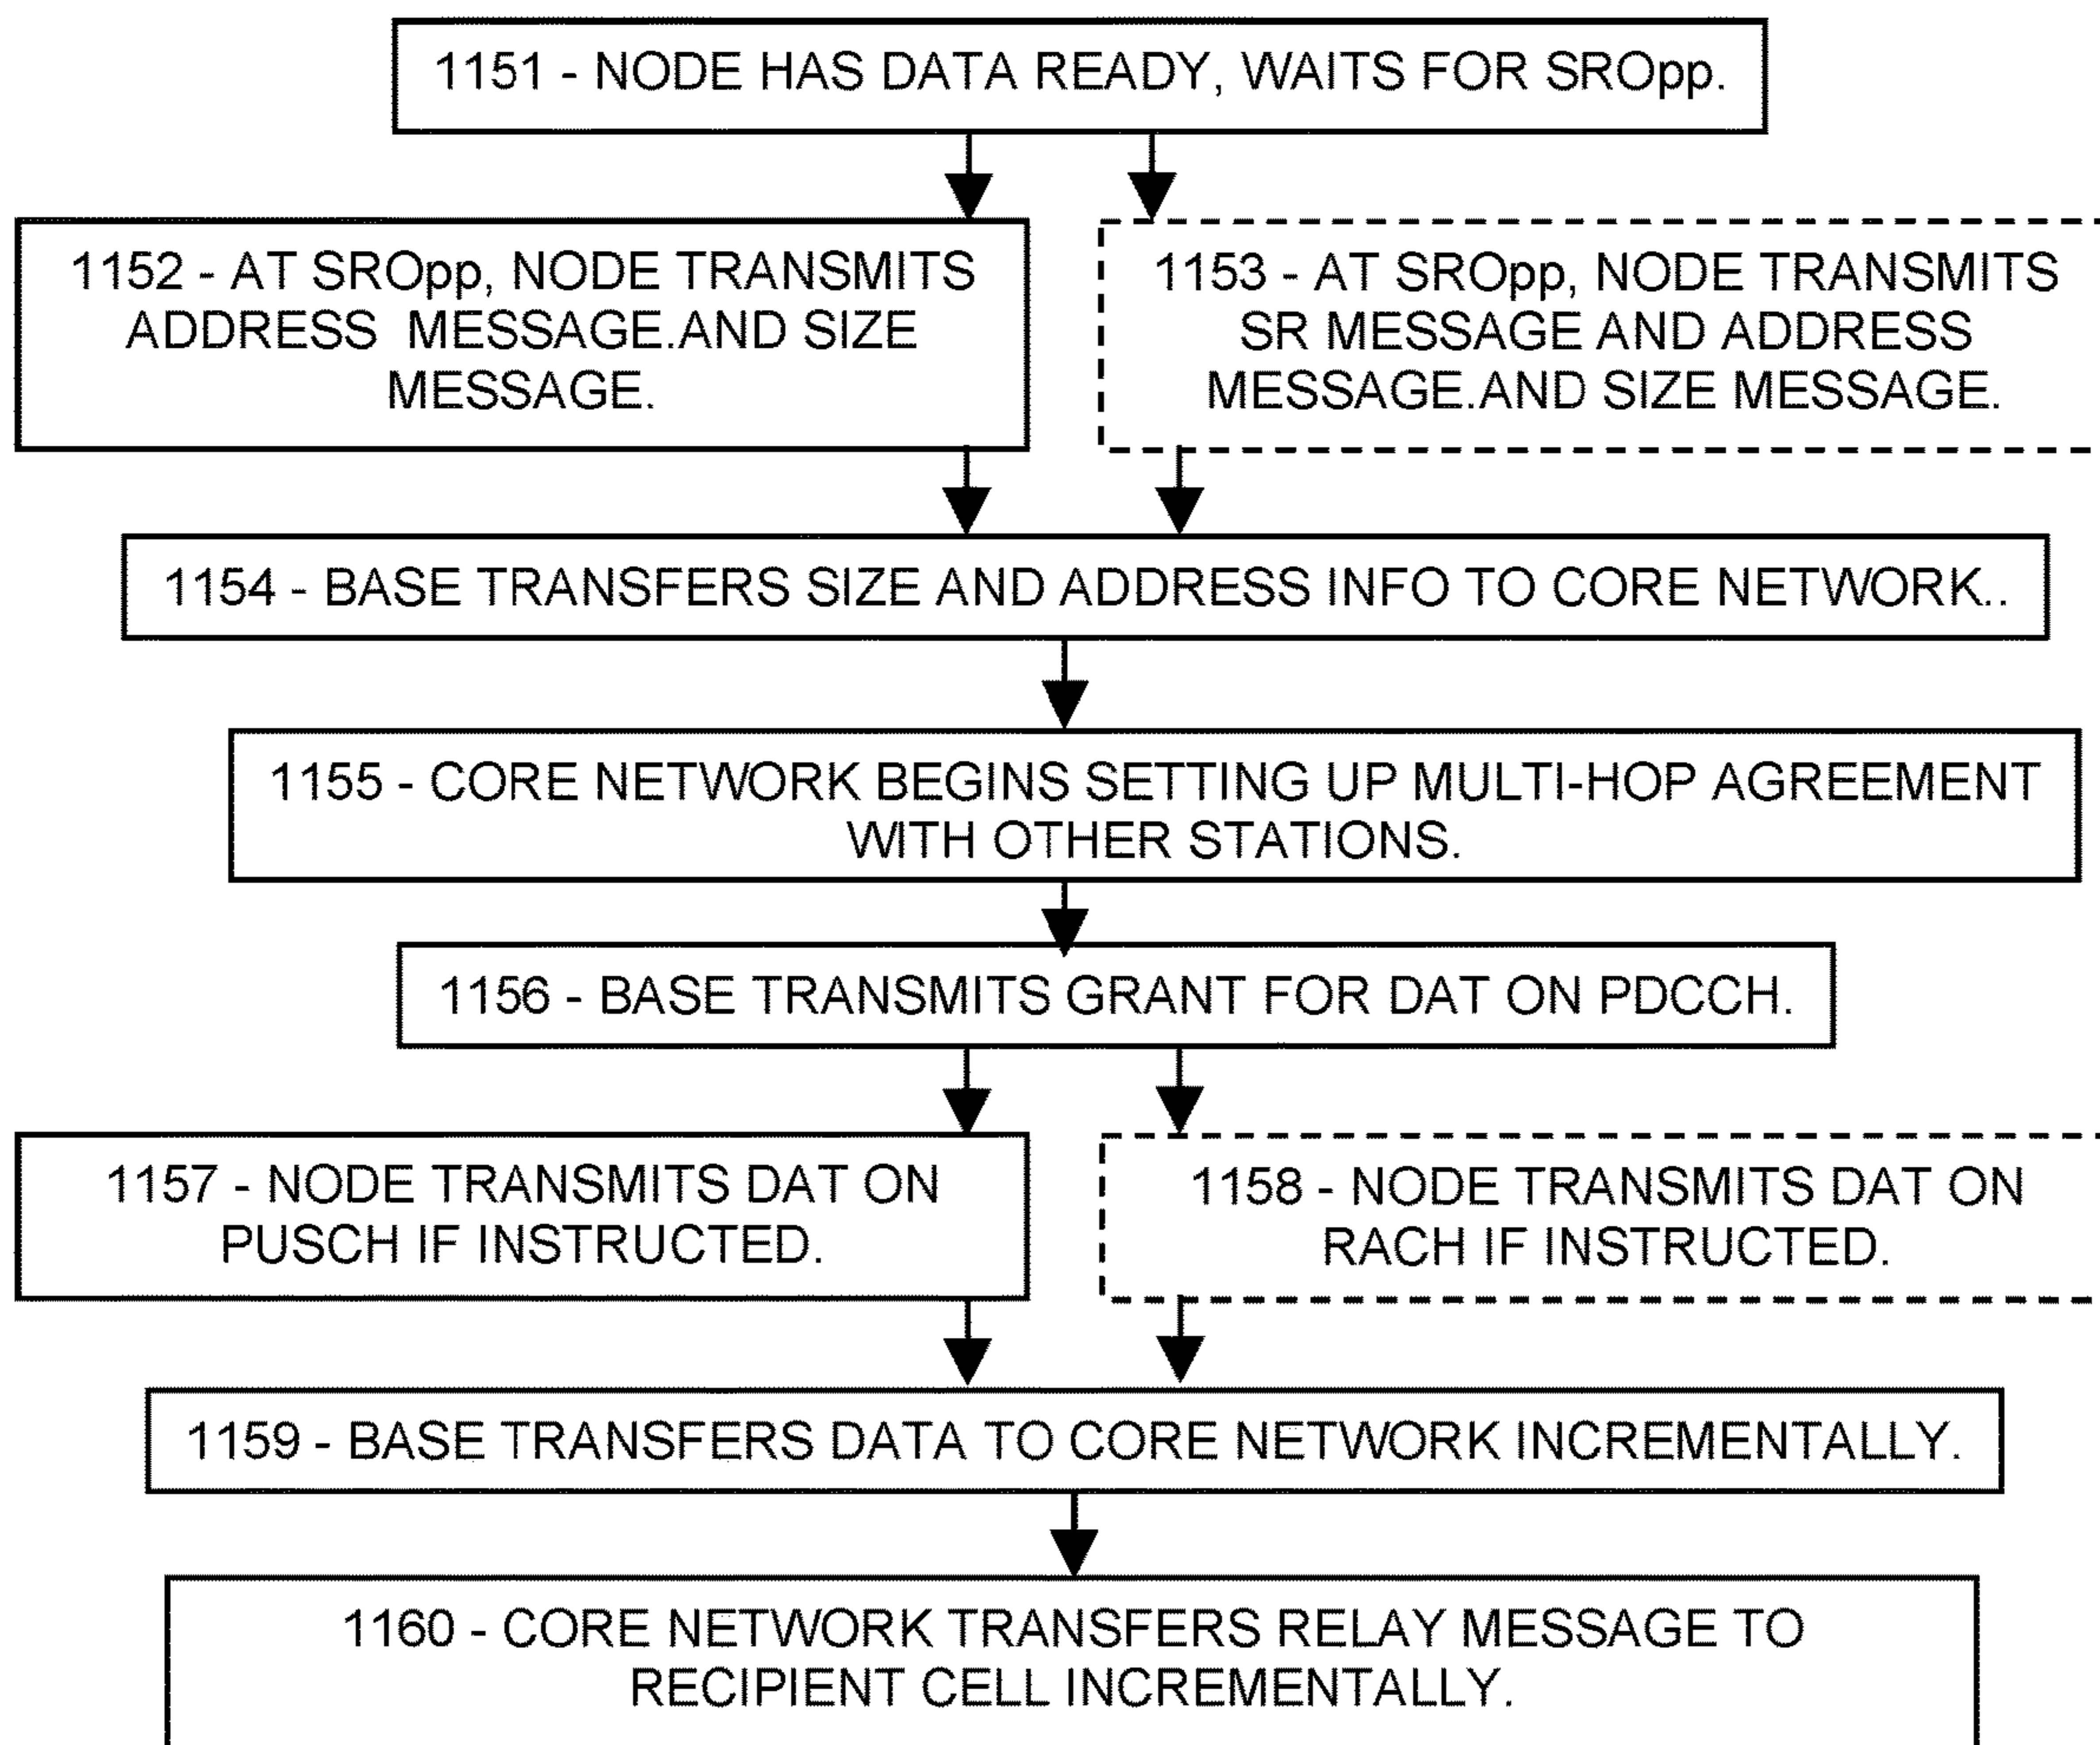 1151 - NODE HAS DATA READY, WAITS FOR SROpp.
1152 - AT SROpp, NODE TRANSMITS
ADDRESS MESSAGE.AND SIZE
MESSAGE.
1153 - AT SROpp, NODE TRANSMITS
SR MESSAGE AND ADDRESS
MESSAGE.AND SIZE MESSAGE.
1154 - BASE TRANSFERS SIZE AND ADDRESS INFO TO CORE NETWORK..
1155 - CORE NETWORK BEGINS SETTING UP MULTI-HOP AGREEMENT
WITH OTHER STATIONS.
1156 - BASE TRANSMITS GRANT FOR DAT ON PDCCH.
1157 - NODE TRANSMITS DAT ON
PUSCH IF INSTRUCTED.
1158 - NODE TRANSMITS DAT ON
RACH IF INSTRUCTED.
1159 - BASE TRANSFERS DATA TO CORE NETWORK INCREMENTALLY.
1160 - CORE NETWORK TRANSFERS RELAY MESSAGE TO
RECIPIENT CELL INCREMENTALLY.